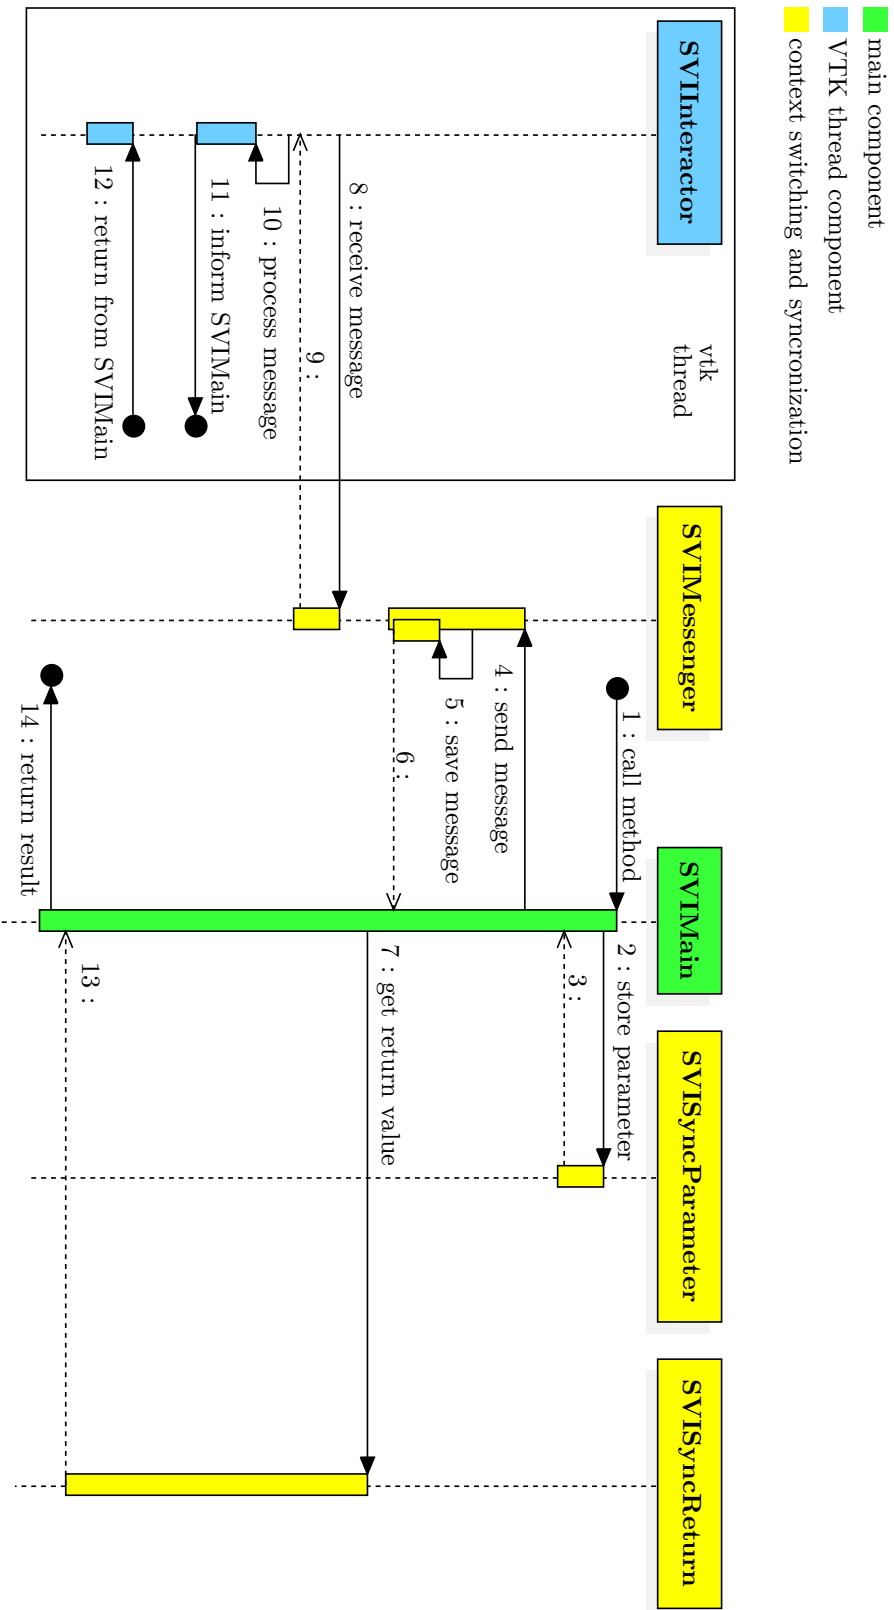 main component
VTK thread component
context switching and syncronization
SVIInteractor
SVIMessenger
SVIMain
SVISyncParameter
SVISyncReturn
vtk
thread
1 : call method
2 : store parameter
3 :
4 : send message
5 : save message
6 :
7 : get return value
8 : receive message
9 :
10 : process message
11 : inform SVIMain
12 : return from SVIMain
13 :
14 : return result